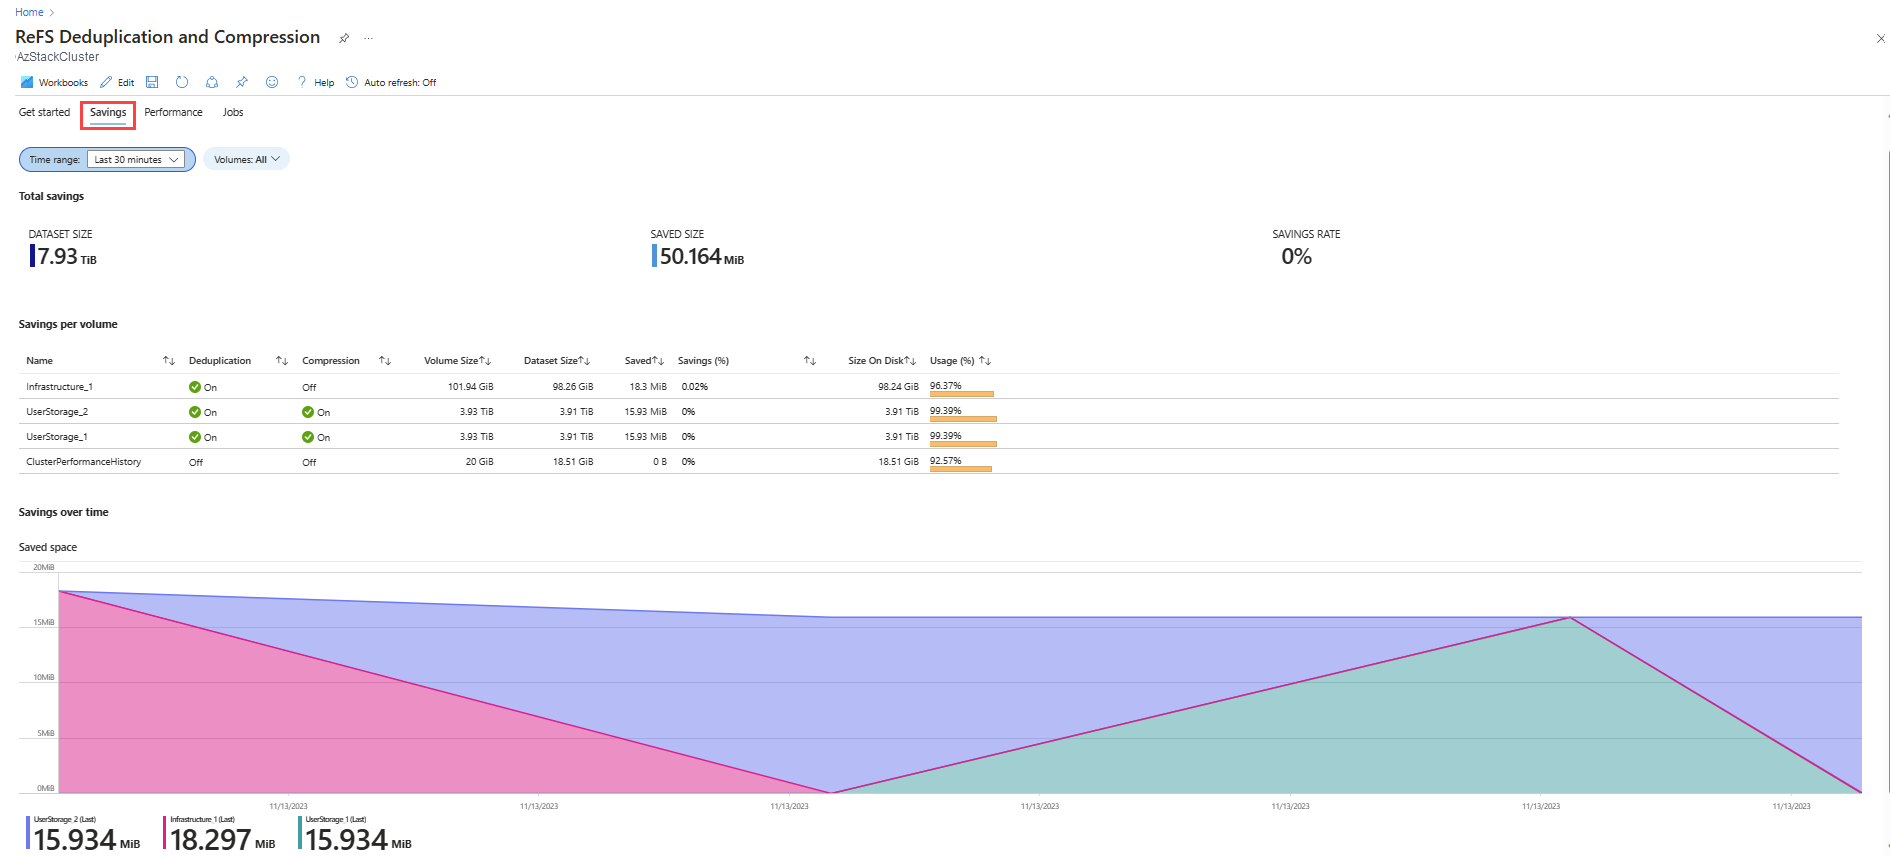 Home
ReFS Deduplication and Compression
AzStackCluster
Workbooks Edit Help Auto refresh: Off
Get started Savings Performance Jobs
Time range: Last 30 minutes Volumes: All
Total savings
DATASET SIZE SAVED SIZE SAVINGS RATE
7.93 TiB 50.164 MiB 0%
Savings per volume
Name Deduplication Compression Volume Size Dataset Size Saved Savings (%) Size On Disk Usage (%)
Infrastructure_1 On Off 101.94 GiB 98.26 GiB 18.3 MiB 0.02% 98.24 GiB 96.37%
UserStorage_2 On On 3.93 TiB 3.91 TiB 15.93 MiB 0% 3.91 TiB 99.39%
UserStorage_1 On On 3.93 TiB 3.91 TiB 15.93 MiB 0% 3.91 TiB 99.39%
ClusterPerformanceHistory Off Off 20 GiB 18.51 GiB 0 B 0% 18.51 GiB 92.57%
Savings over time
Saved space
20MiB
15MiB
10MiB
5MiB
0MiB
11/13/2023 11/13/2023 11/13/2023 11/13/2023 11/13/2023 11/13/2023 11/13/2023
UserStorage 2 (Last) Infrastructure 1 (Last) UserStorage 1 (Last)
15.934 MiB 18.297 MiB 15.934 MiB